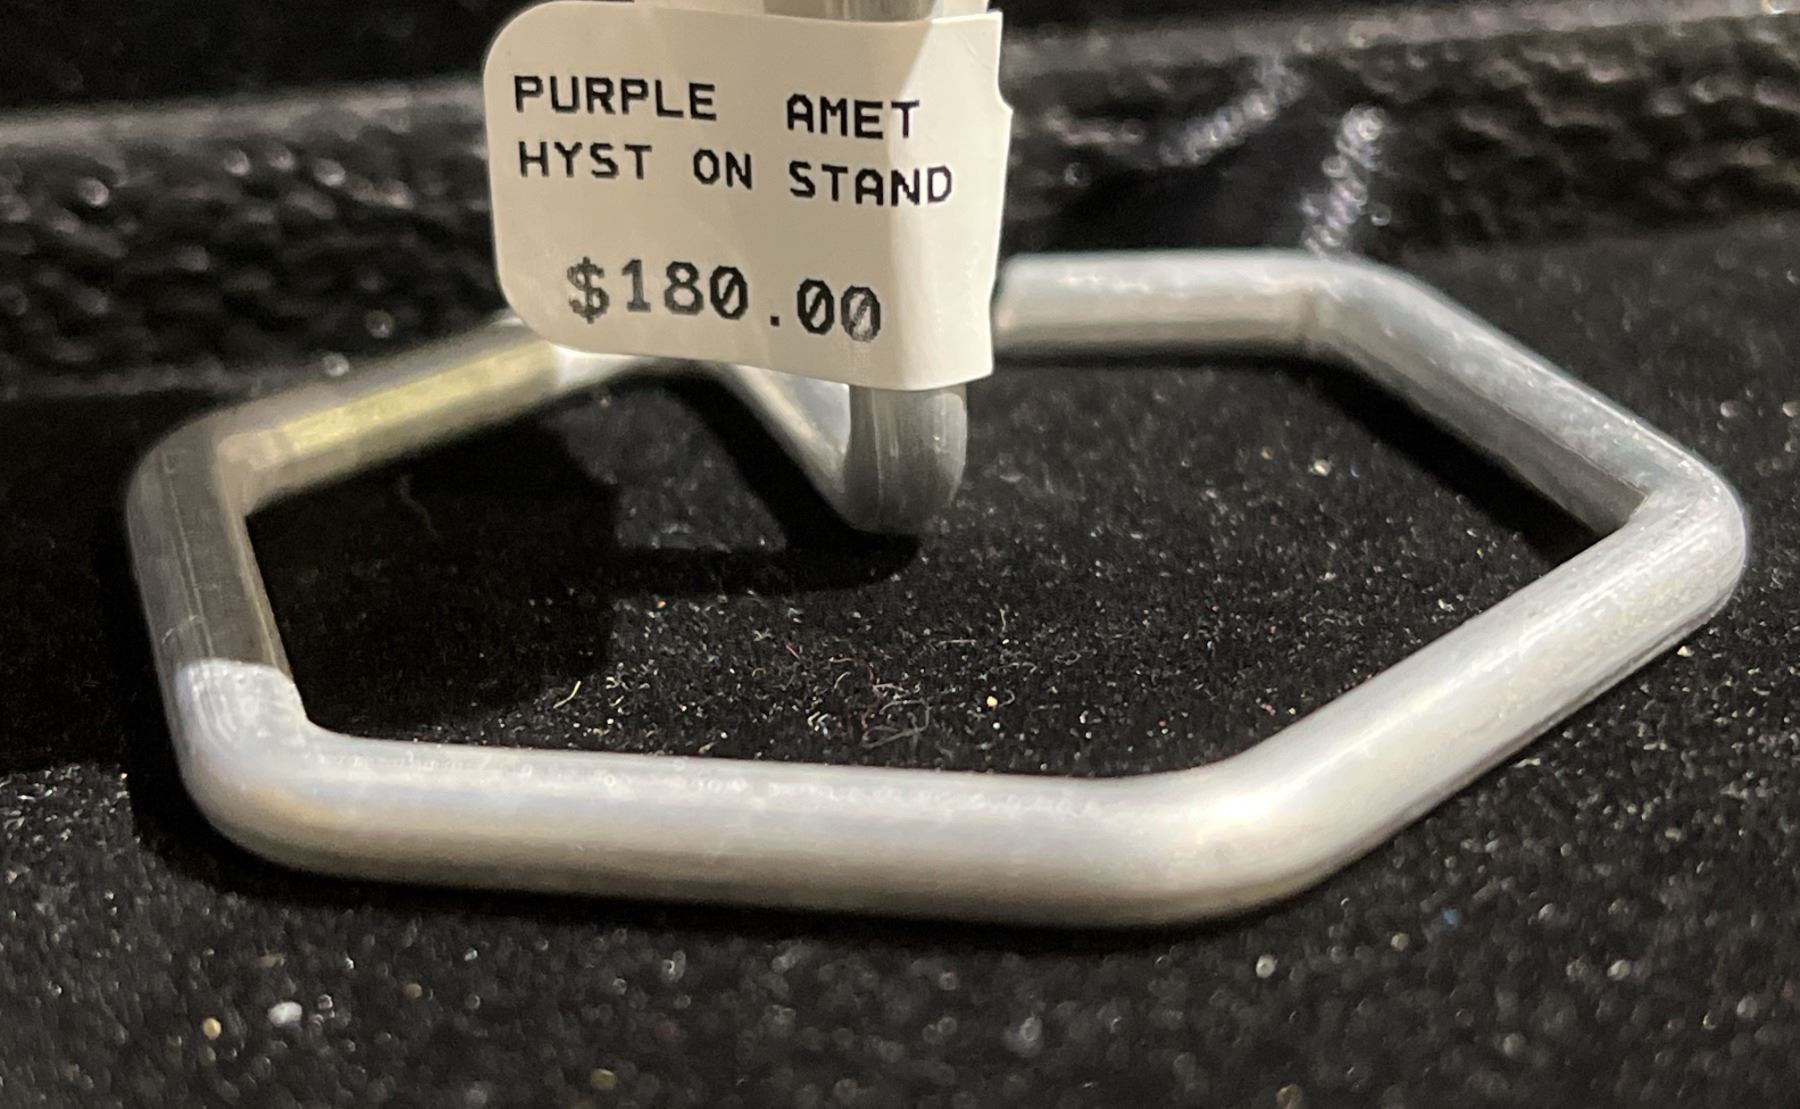 PURPLE AMET
HYST ON STAND
$180.00